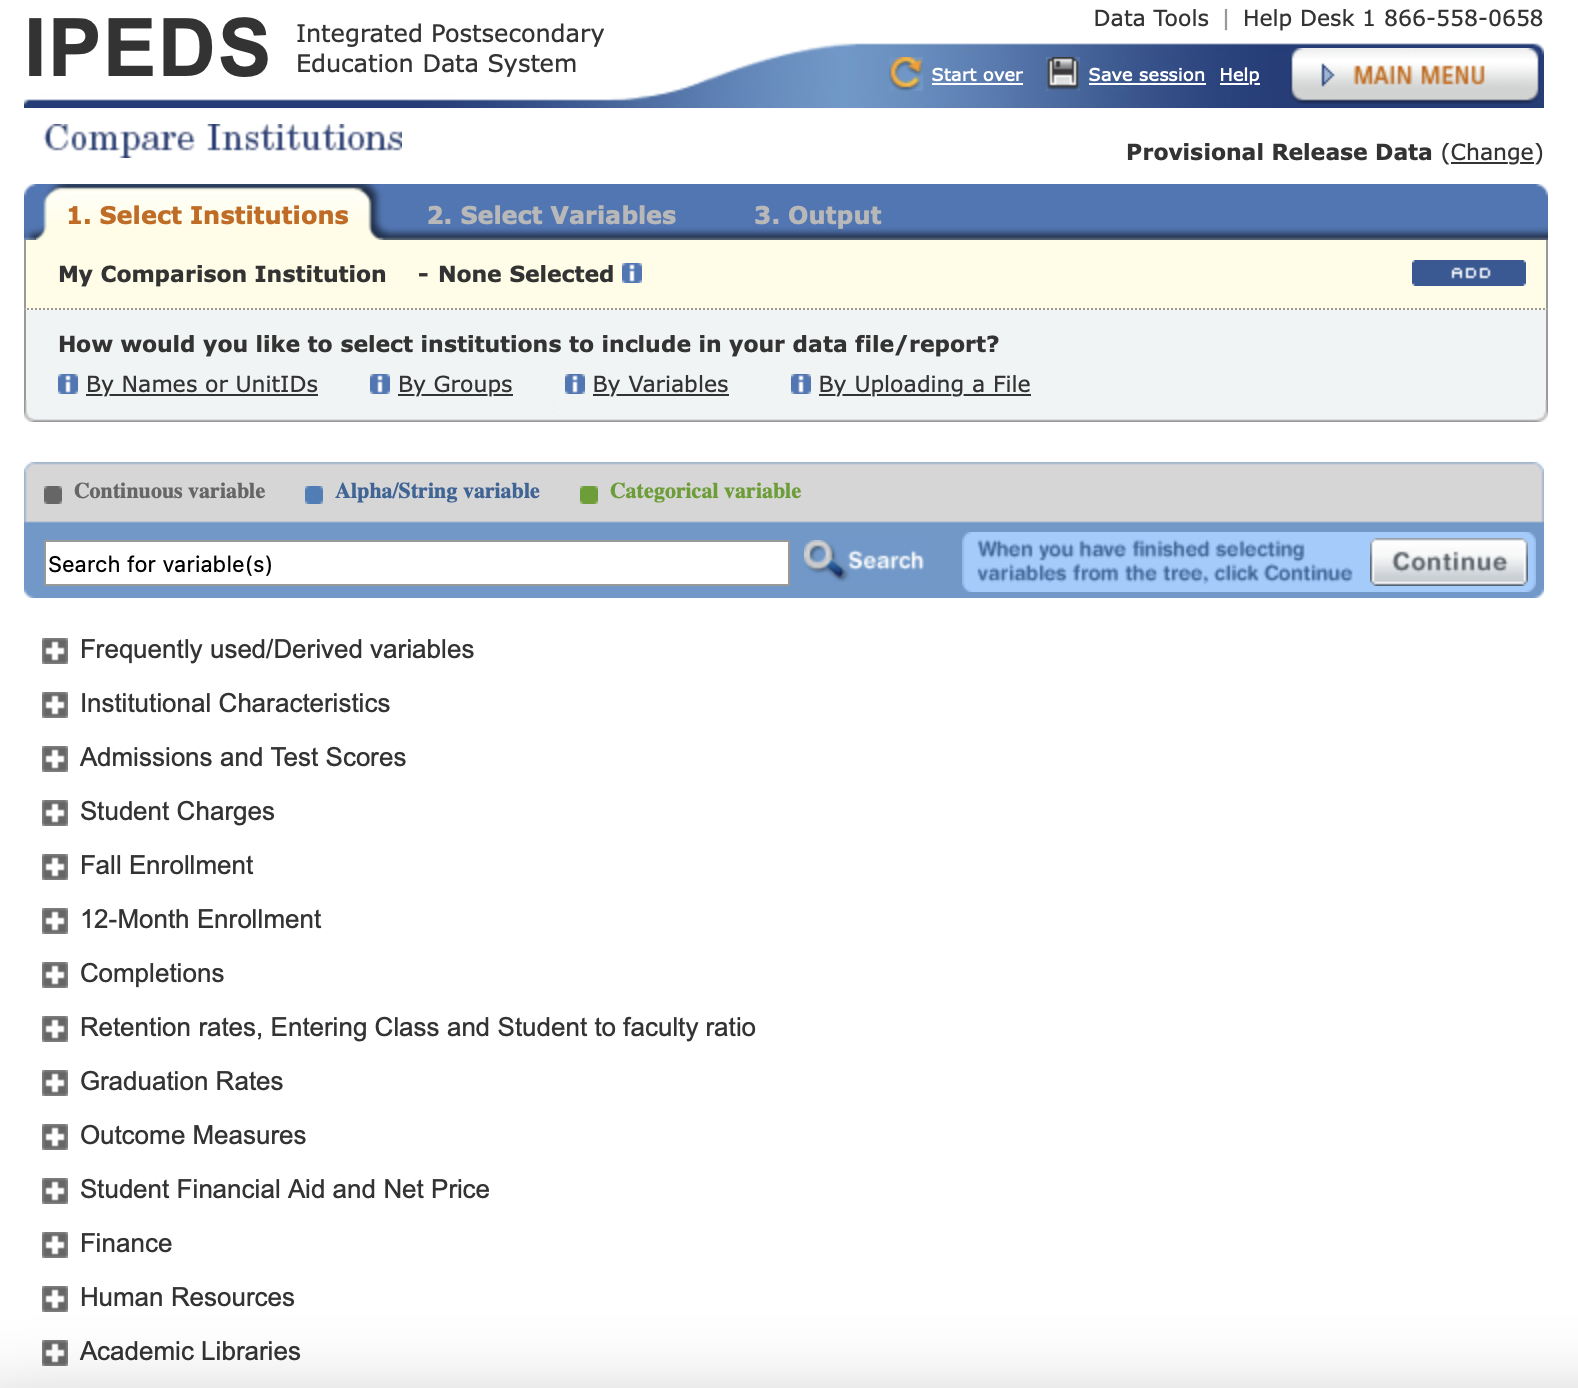 IPEDS
Integrated Postsecondary
Education Data System
Data Tools | Help Desk 1 866-558-0658
Start over Save session Help MAIN MENU
Compare Institutions
Provisional Release Data (Change)
1. Select Institutions 2. Select Variables 3. Output
My Comparison Institution - None Selected ADD
How would you like to select institutions to include in your data file/report?
By Names or UnitIDs By Groups By Variables By Uploading a File
Continuous variable Alpha/String variable Categorical variable
Search for variable(s) Search
When you have finished selecting
variables from the tree, click Continue
Continue
Frequently used/Derived variables
Institutional Characteristics
Admissions and Test Scores
Student Charges
Fall Enrollment
12-Month Enrollment
Completions
Retention rates, Entering Class and Student to faculty ratio
Graduation Rates
Outcome Measures
Student Financial Aid and Net Price
Finance
Human Resources
Academic Libraries